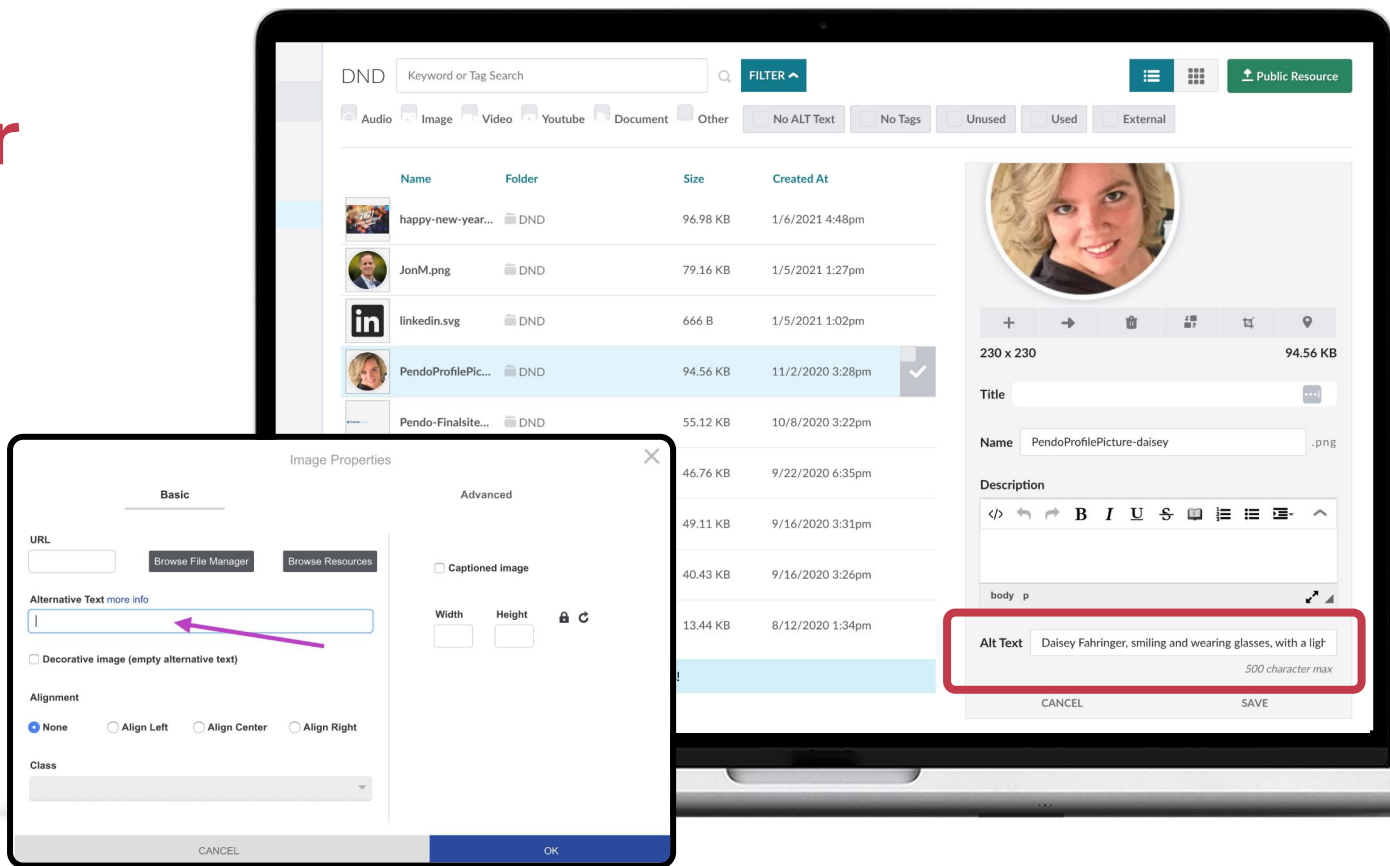 r
DND Keyword or Tag Search FILTER Public Resource
Audio Image Video Youtube Document Other No ALT Text No Tags Unused Used External
Name Folder Size Created At
happy-new-year... DND 96.98 KB 1/6/2021 4:48pm
JonM.png DND 79.16 KB 1/5/2021 1:27pm
in linkedin.svg DND 666 B 1/5/2021 1:02pm
PendoProfilePic... DND 94.56 KB 11/2/2020 3:28pm
Pendo-Finalsite... DND 55.12 KB 10/8/2020 3:22pm
46.76 KB 9/22/2020 6:35pm
49.11 KB 9/16/2020 3:31pm
40.43 KB 9/16/2020 3:26pm
13.44 KB 8/12/2020 1:34pm
!
230 x 230 94.56 KB
Title
Name PendoProfilePicture-daisey .png
Description
</> B I U S
body p
Alt Text Daisey Fahringer, smiling and wearing glasses, with a ligh
500 character max
CANCEL SAVE
Image Properties
Basic Advanced
URL
Browse File Manager Browse Resources
Captioned image
Alternative Text more info
Width Height
Decorative image (empty alternative text)
Alignment
None Align Left Align Center Align Right
Class
CANCEL OK